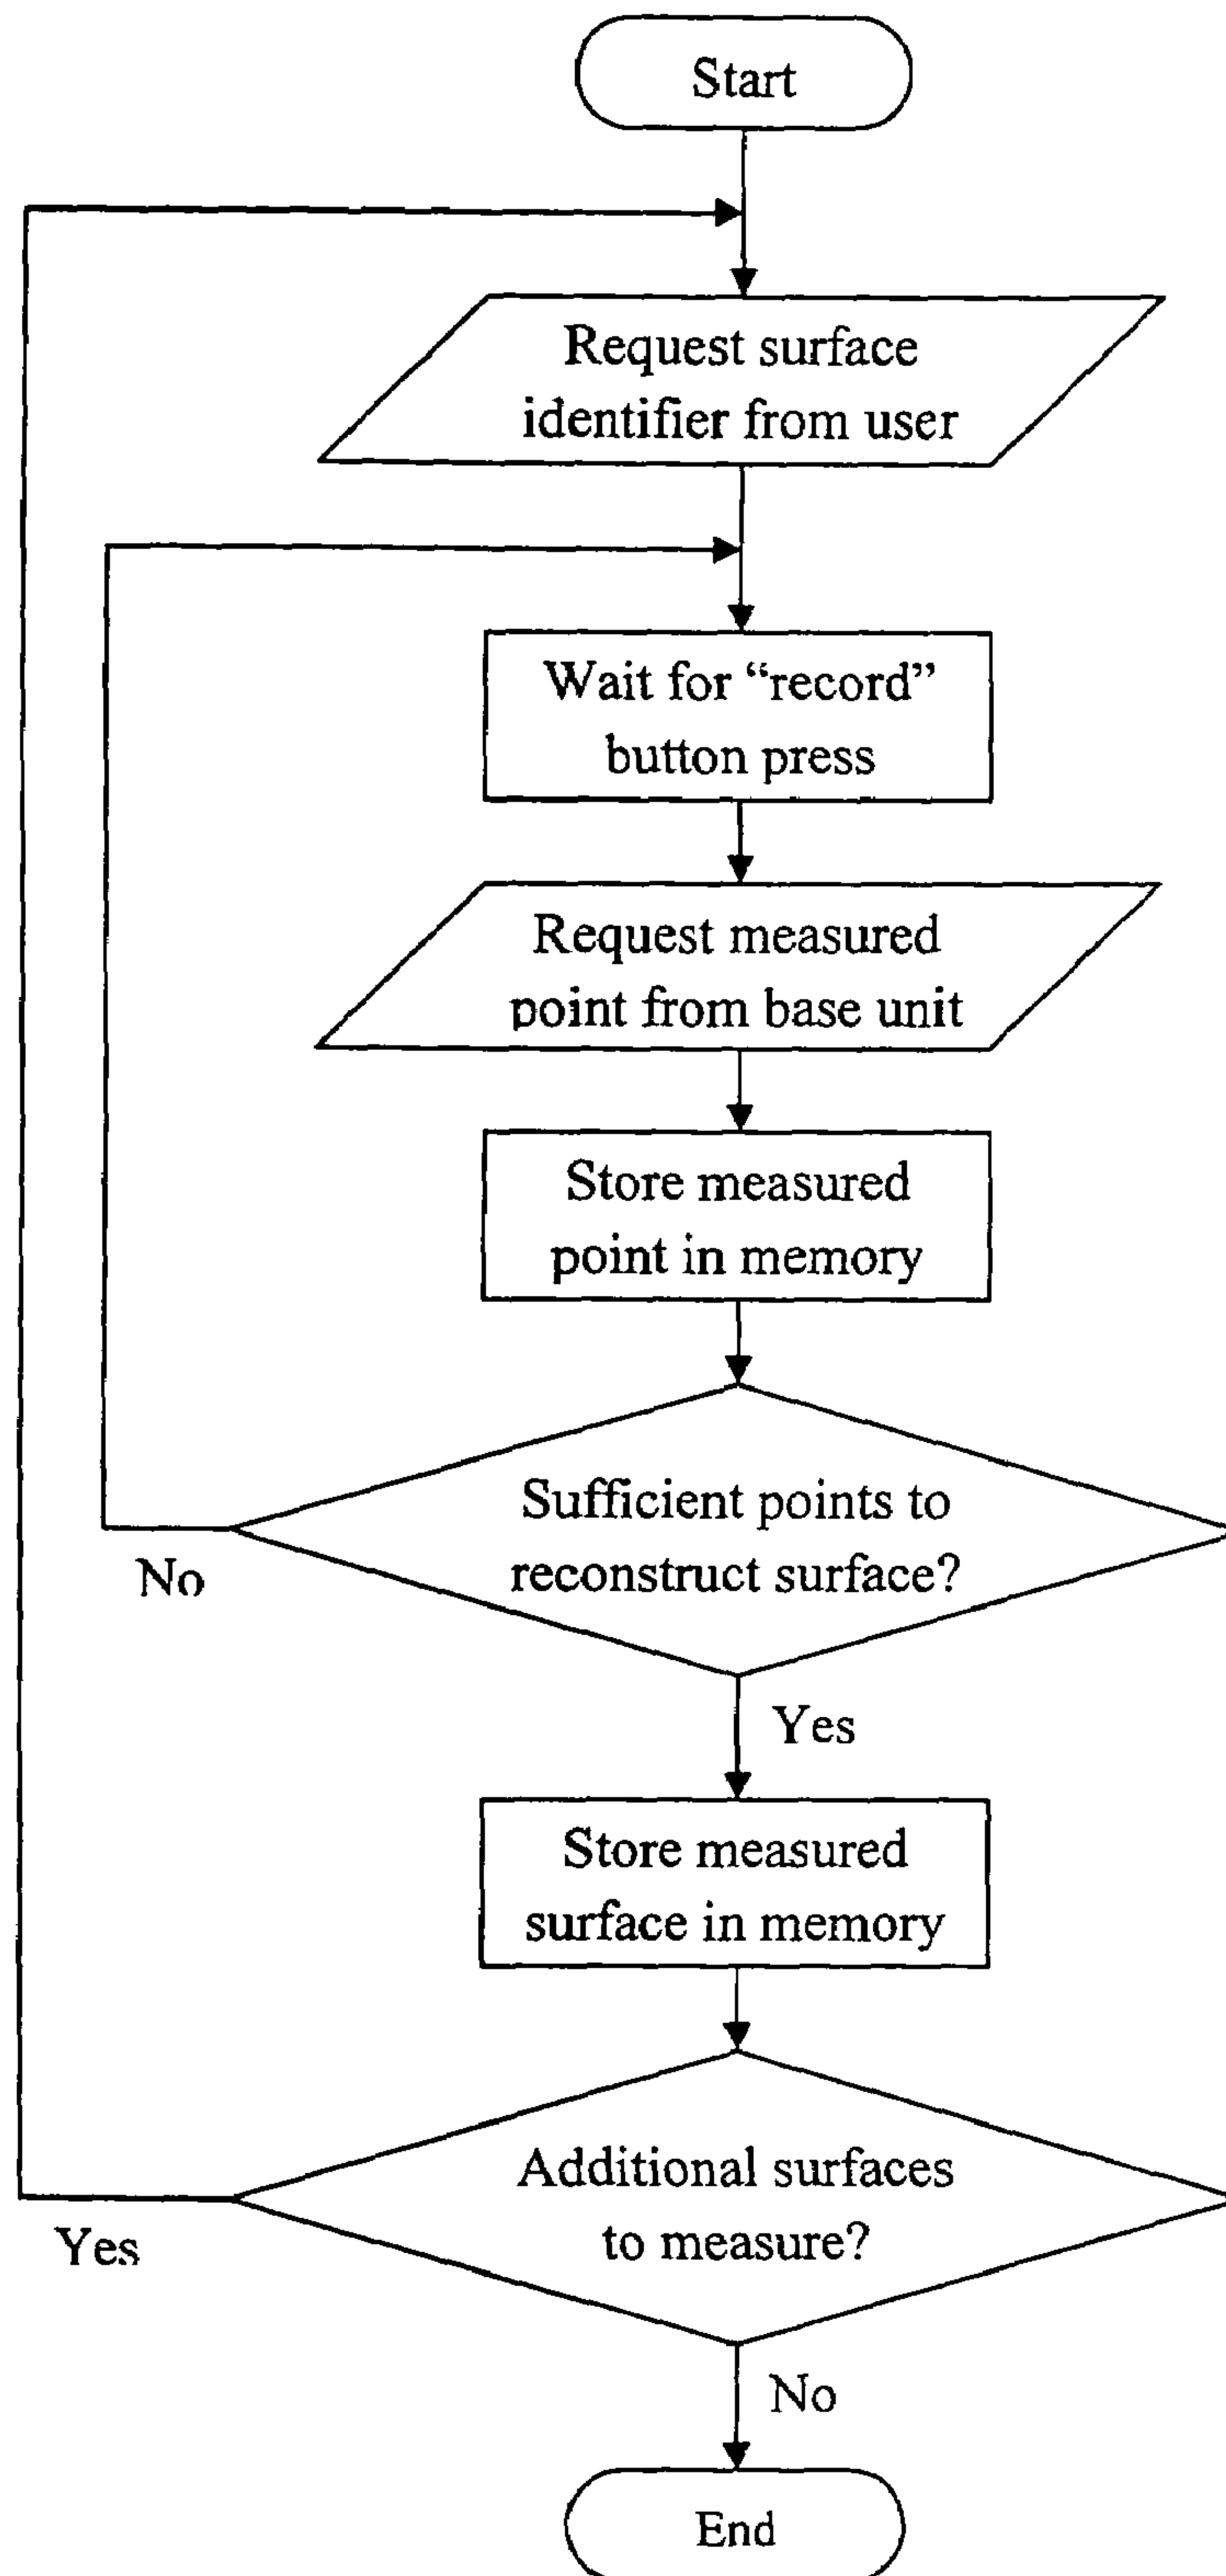 Start
Request surface
identifier from user
Wait for “record”
button press
Request measured
point from base unit
Store measured
point in memory
Sufficient points to
reconstruct surface?
No
Yes
Store measured
surface in memory
Additional surfaces
to measure?
Yes
No
End